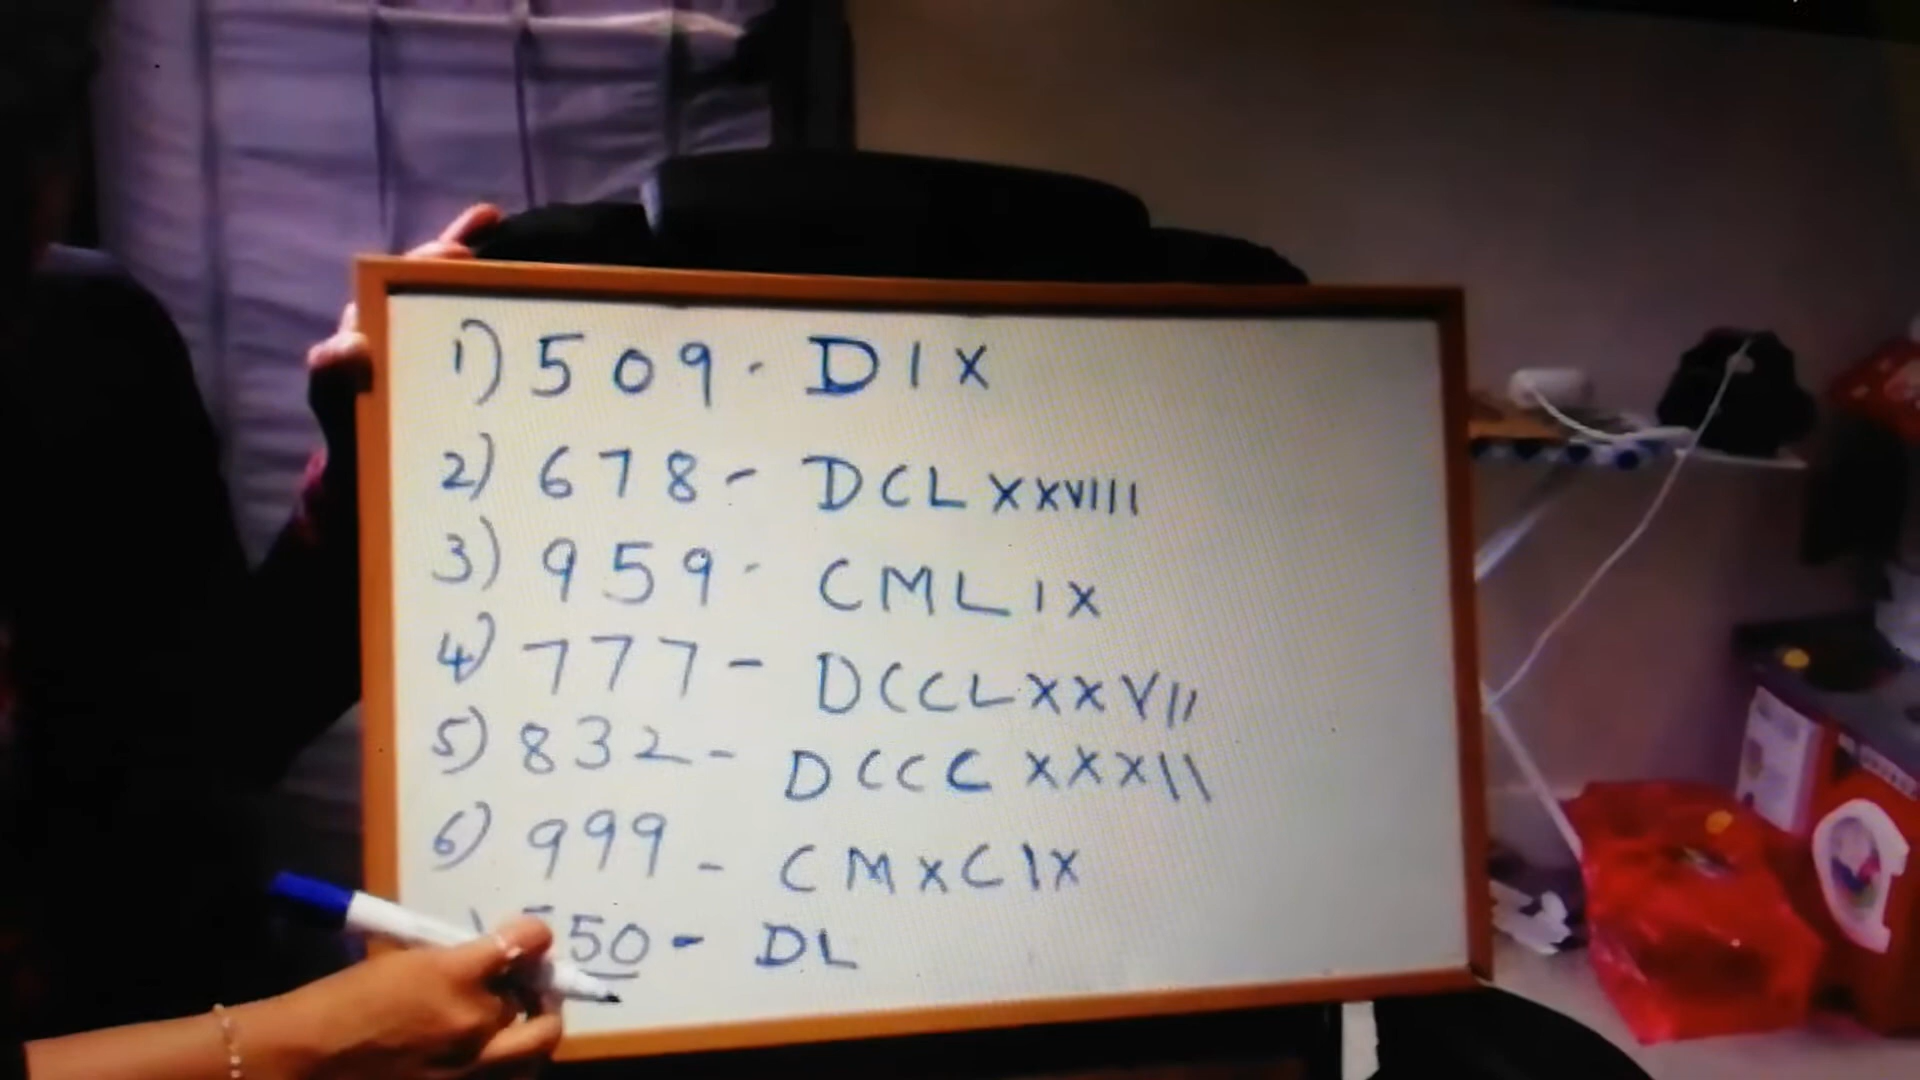 1) 509 - DIX
2) 678 - DCLXXVIII
3) 959 - CMLIX
4) 777 - DCCLXXVII
5) 832 - DCCCXXXII
6) 999 - CMXCIX
50 - DL